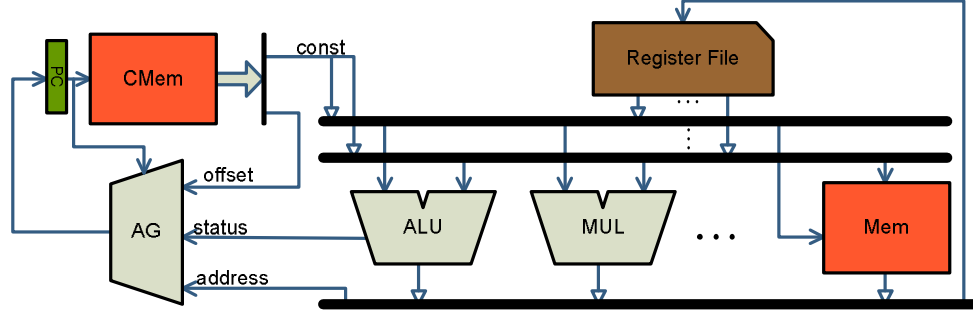 const
Register File
PC
CMem
. . .
offset
AG
status
ALU
MUL
. . .
Mem
address